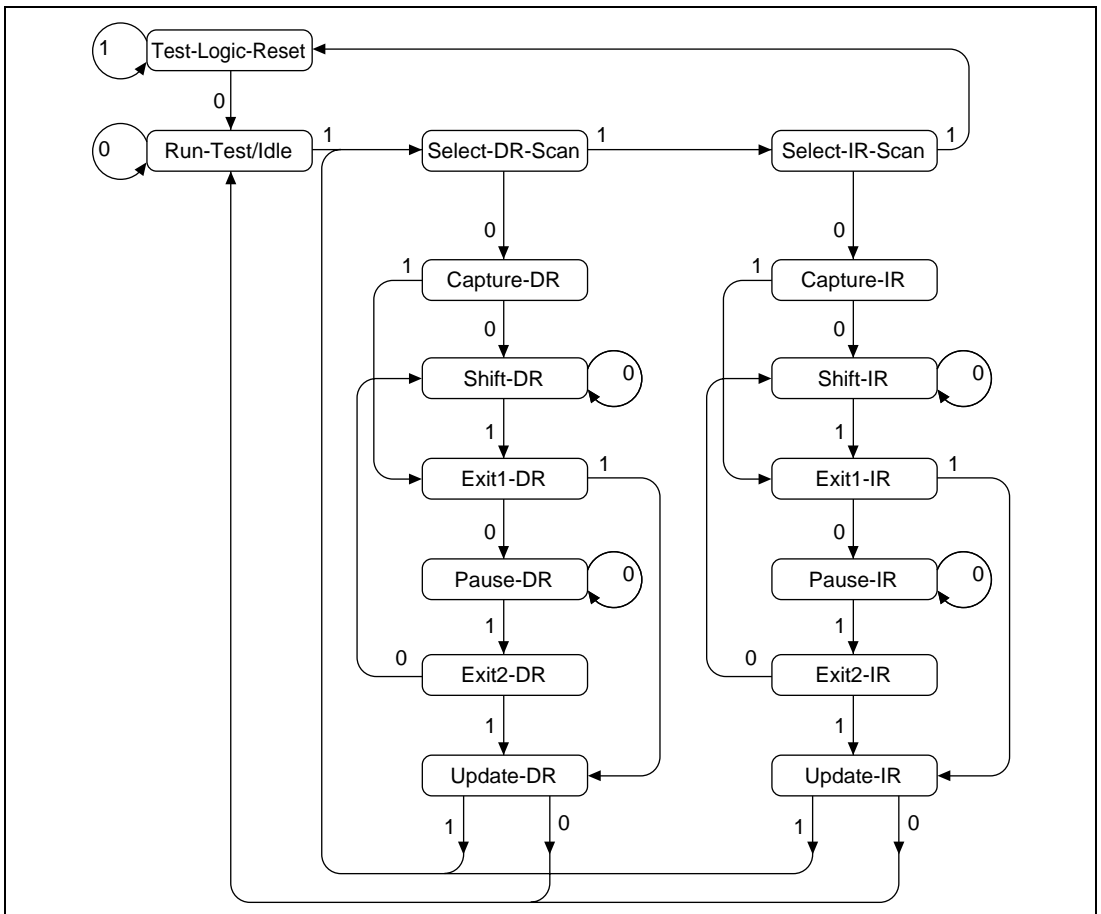 1 Test-Logic-Reset
0
0 Run-Test/Idle 1 Select-DR-Scan 1 Select-IR-Scan 1
0 0
1 Capture-DR 1 Capture-IR
0 0
Shift-DR 0 Shift-IR 0
1 1
Exit1-DR 1 Exit1-IR 1
0 0
Pause-DR 0 Pause-IR 0
1 1
0 Exit2-DR 0 Exit2-IR
1 1
Update-DR Update-IR
1 0 1 0